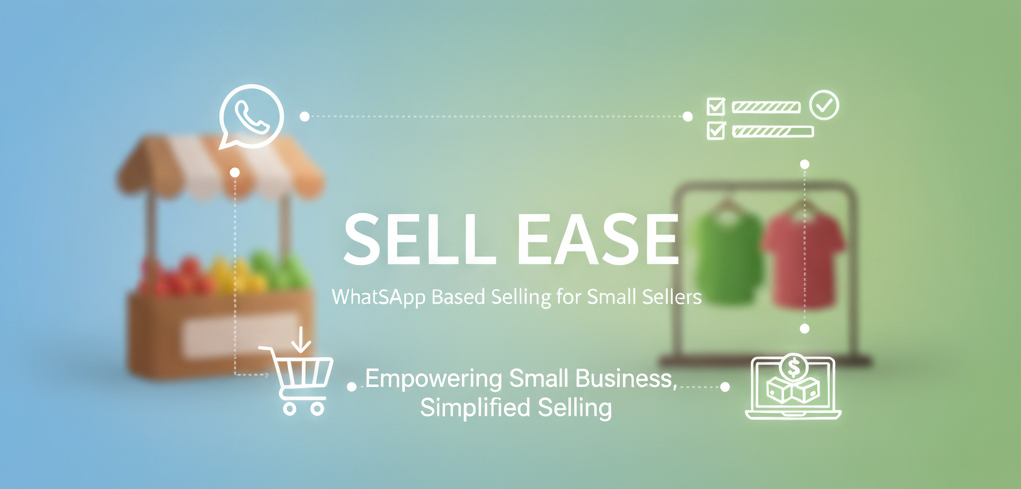 SELL EASE
WhatSApp Based Selling for Small Sellers
Empowering Small Business,
Simplified Selling